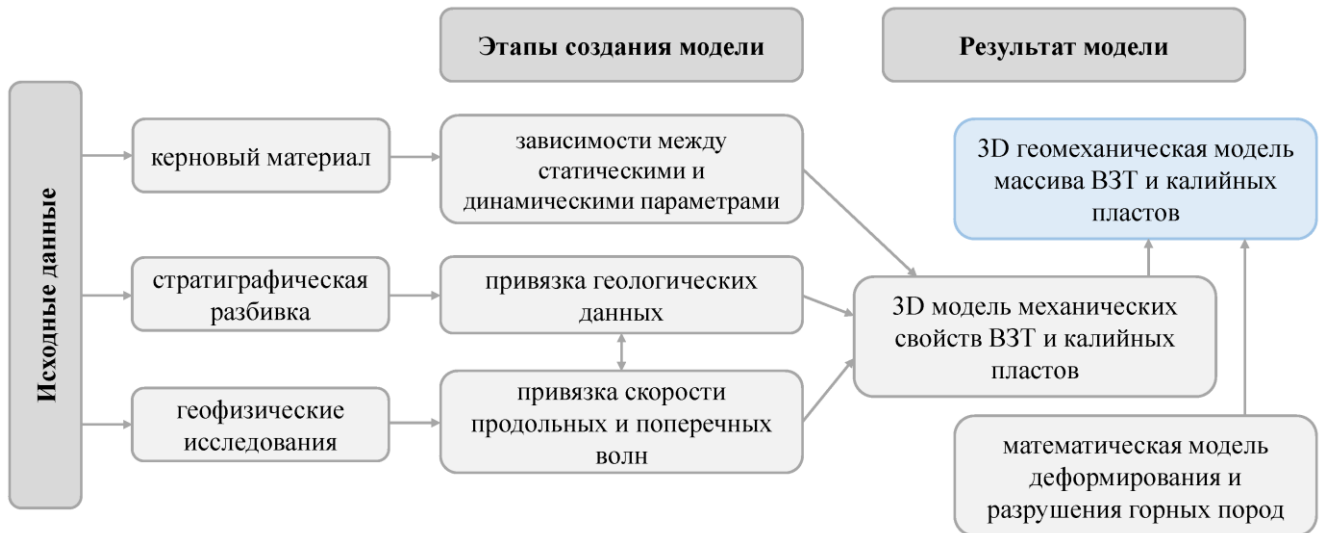 Этапы создания модели
Результат модели
Исходные данные
керновый материал
зависимости между
статическими и
динамическими параметрами
3D геомеханическая модель
массива ВЗТ и калийных
пластов
стратиграфическая
разбивка
привязка геологических
данных
3D модель механических
свойств ВЗТ и калийных
пластов
геофизические
исследования
привязка скорости
продольных и поперечных
волн
математическая модель
деформирования и
разрушения горных пород